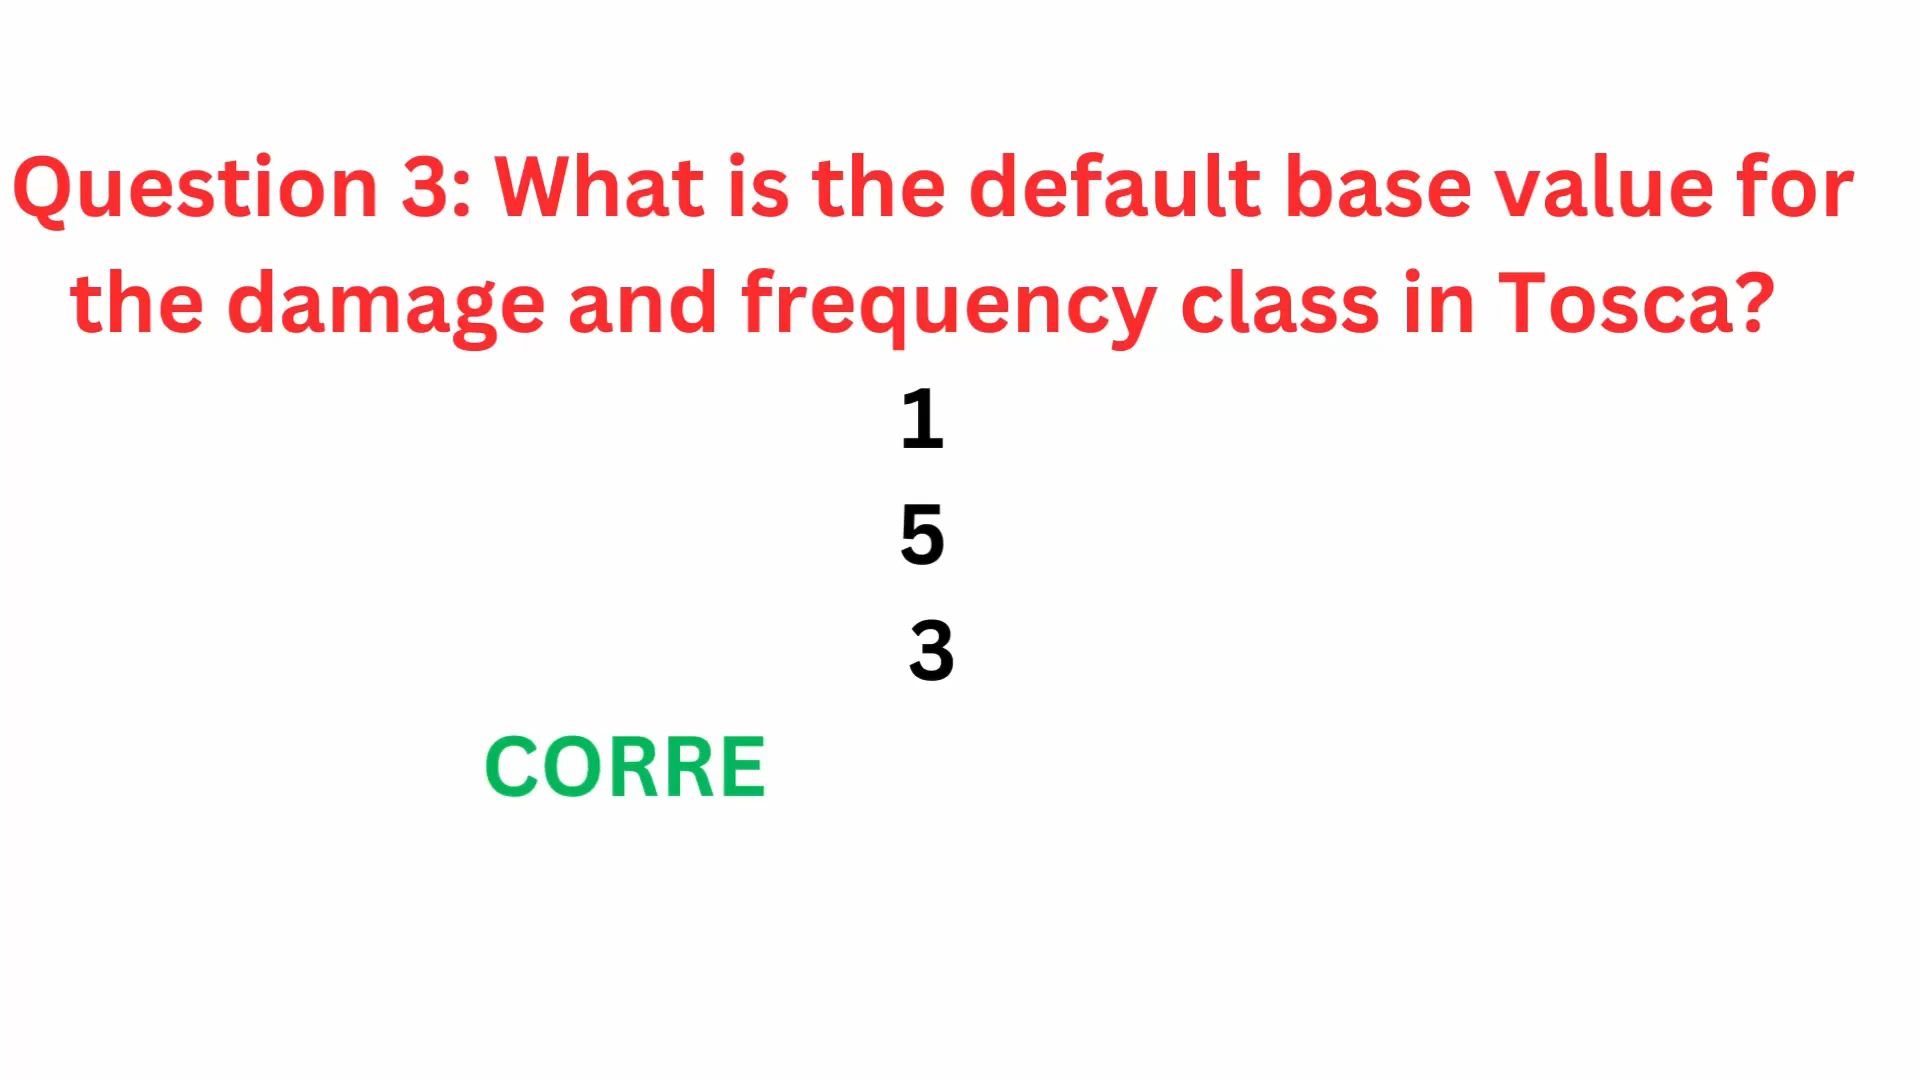 Question 3: What is the default base value for
the damage and frequency class in Tosca?
1
5
3
CORRE